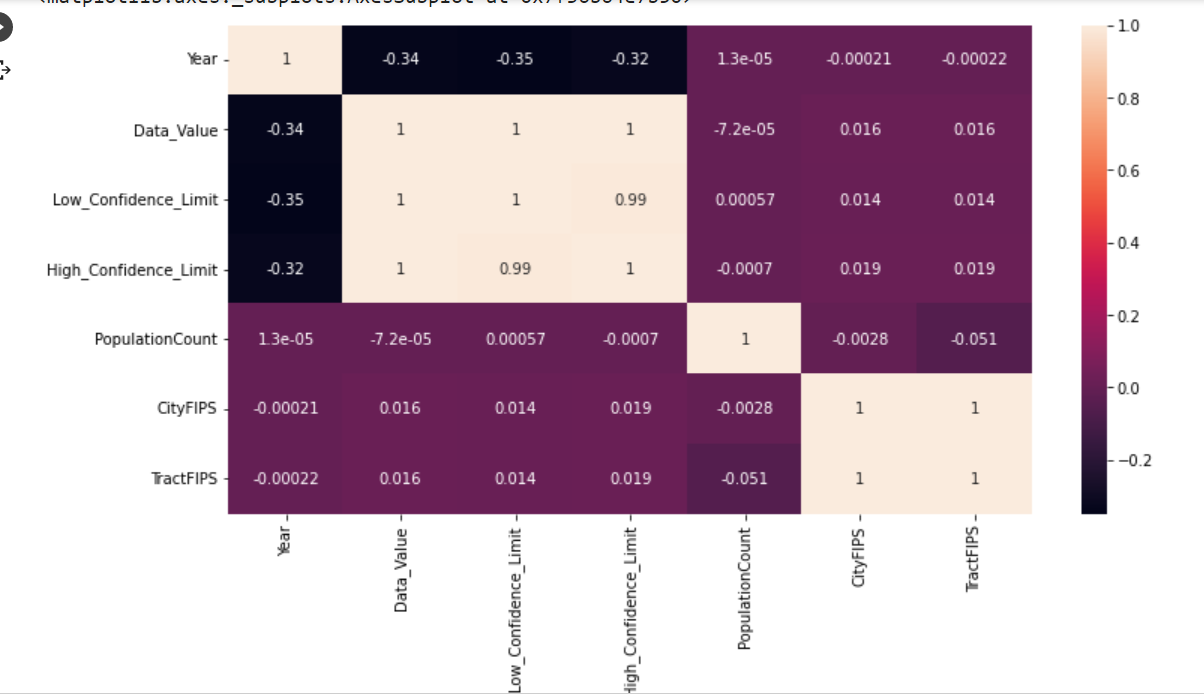 Year 1 -0.34 -0.35 -0.32 1.3e-05 -0.00021 -0.00022 1.0
0.8
Data_Value -0.34 1 1 1 -7.2e-05 0.016 0.016
0.6
Low_Confidence_Limit -0.35 1 1 0.99 0.00057 0.014 0.014
0.4
High_Confidence_Limit -0.32 1 0.99 1 -0.0007 0.019 0.019
0.2
PopulationCount 1.3e-05 -7.2e-05 0.00057 -0.0007 1 -0.0028 -0.051
0.0
CityFIPS -0.00021 0.016 0.014 0.019 -0.0028 1 1
−0.2
TractFIPS -0.00022 0.016 0.014 0.019 -0.051 1 1
Year
Data_Value
Low_Confidence_Limit
High_Confidence_Limit
PopulationCount
CityFIPS
TractFIPS